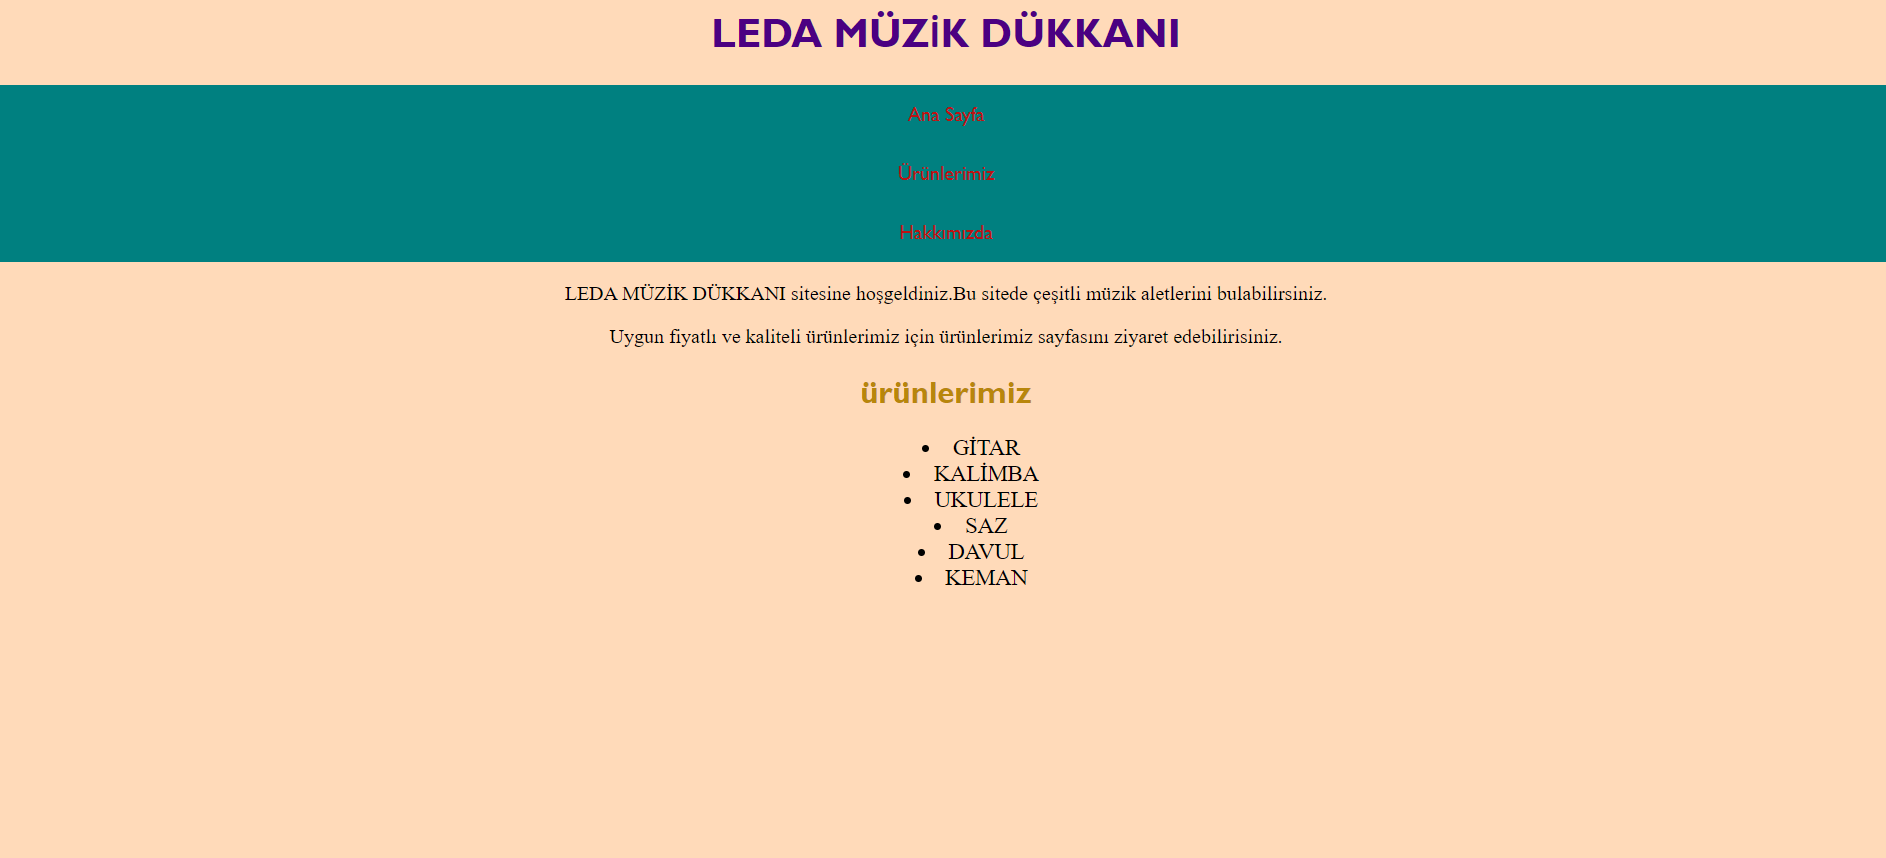 LEDA MÜZİK DÜKKANI
Ana Sayfa
Ürünlerimiz
Hakkımızda
LEDA MÜZİK DÜKKANI sitesine hoşgeldiniz.Bu sitede çeşitli müzik aletlerini bulabilirsiniz.
Uygun fiyatlı ve kaliteli ürünlerimiz için ürünlerimiz sayfasını ziyaret edebilirisiniz.
ürünlerimiz
• GİTAR
• KALİMBA
• UKULELE
• SAZ
• DAVUL
• KEMAN